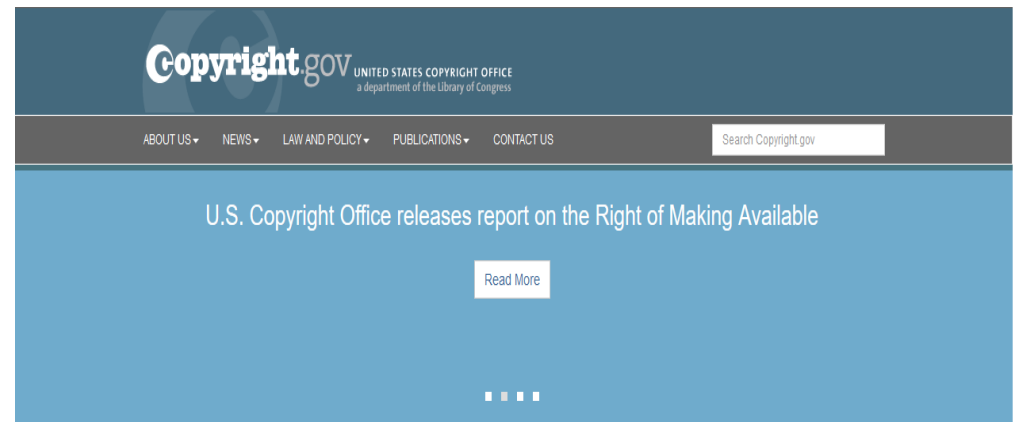 Copyright.gov UNITED STATES COPYRIGHT OFFICE
a department of the Library of Congress
ABOUT US NEWS LAW AND POLICY PUBLICATIONS CONTACT US Search Copyright.gov
U.S. Copyright Office releases report on the Right of Making Available
Read More